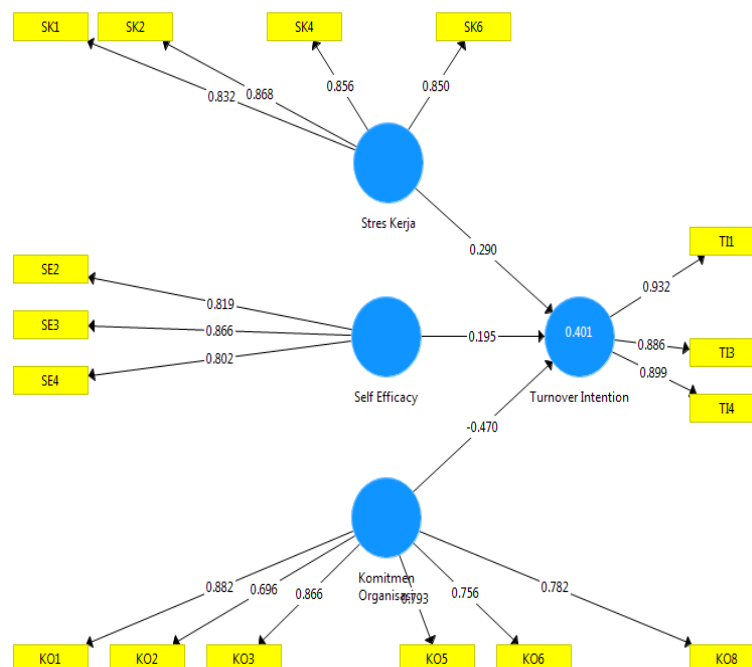 SK1
SK2
SK4
SK6
0.832
0.868
0.856
0.850
Stres Kerja
0.290
SE2
SE3
SE4
0.819
0.866
0.802
Self Efficacy
0.195
0.401
Turnover Intention
TI1
TI3
TI4
0.932
0.886
0.899
-0.470
Komitmen
Organisasi
0.882
0.696
0.866
0.793
0.756
0.782
KO1
KO2
KO3
KO5
KO6
KO8